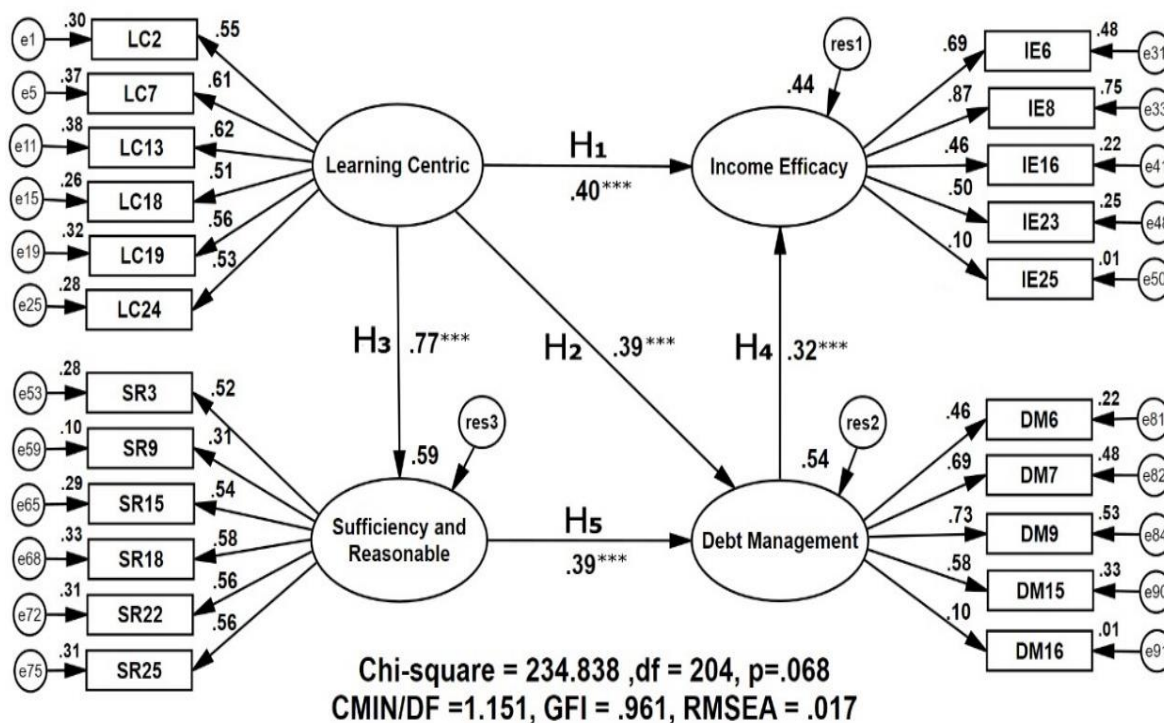 e1 .30 LC2 .55
e5 .37 LC7 .61
e11 .38 LC13 .62
e15 .26 LC18 .51
e19 .32 LC19 .56
e25 .28 LC24 .53
Learning Centric
H₁
.40***
res1
.44
Income Efficacy
.69 IE6 .48 e31
.87 IE8 .75 e33
.46 IE16 .22 e41
.50 IE23 .25 e48
.10 IE25 .01 e50
H₃ .77***
H₂ .39***
H₄ .32***
e53 .28 SR3 .52
e59 .10 SR9 .31
e65 .29 SR15 .54
e68 .33 SR18 .58
e72 .31 SR22 .56
e75 .31 SR25 .56
res3
.59
Sufficiency and
Reasonable
H₅
.39***
res2
.54
Debt Management
.46 DM6 .22 e81
.69 DM7 .48 e82
.73 DM9 .53 e84
.58 DM15 .33 e90
.10 DM16 .01 e91
Chi-square = 234.838 ,df = 204, p=.068
CMIN/DF =1.151, GFI = .961, RMSEA = .017